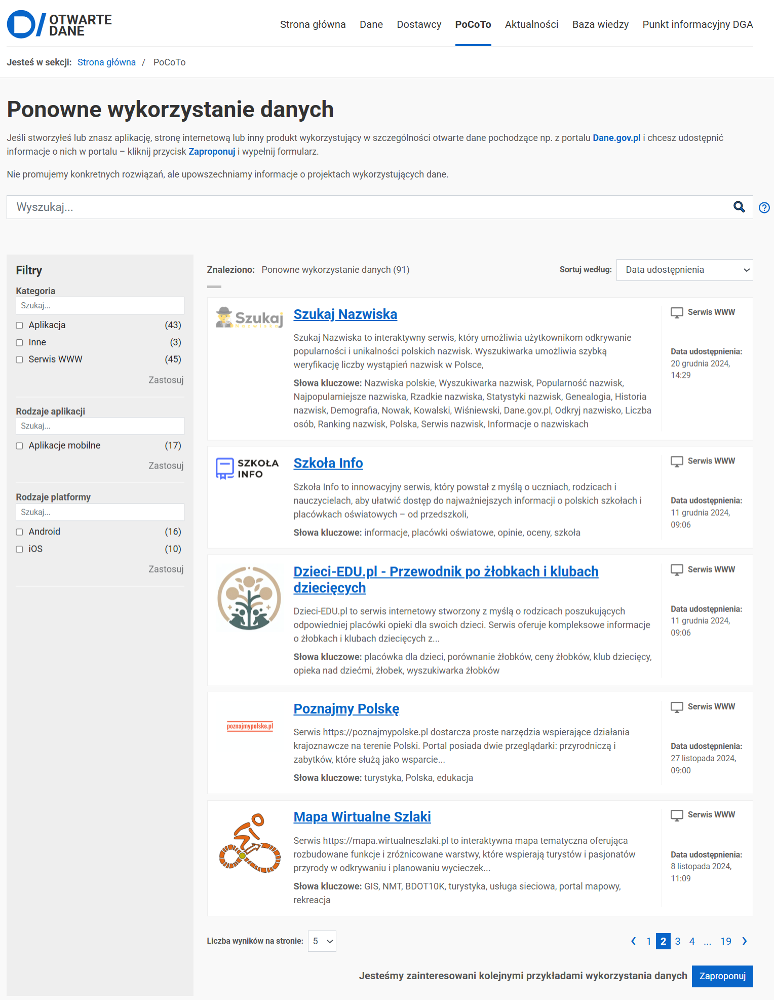 OTWARTE
DANE
Strona główna Dane Dostawcy PoCoTo Aktualności Baza wiedzy Punkt informacyjny DGA
Jesteś w sekcji: Strona główna / PoCoTo
Ponowne wykorzystanie danych
Jeśli stworzyłeś lub znasz aplikację, stronę internetową lub inny produkt wykorzystujący w szczególności otwarte dane pochodzące np. z portalu Dane.gov.pl i chcesz udostępnić
informacje o nich w portalu – kliknij przycisk Zaproponuj i wypełnij formularz.
Nie promujemy konkretnych rozwiązań, ale upowszechniamy informacje o projektach wykorzystujących dane.
Wyszukaj...
Filtry
Kategoria
Szukaj...
Aplikacja (43)
Inne (3)
Serwis WWW (45)
Zastosuj
Rodzaje aplikacji
Szukaj...
Aplikacje mobilne (17)
Zastosuj
Rodzaje platformy
Szukaj...
Android (16)
iOS (10)
Zastosuj
Znaleziono: Ponowne wykorzystanie danych (91)
Sortuj według: Data udostępnienia
Szukaj
Nazwiska
Szukaj Nazwiska
Szukaj Nazwiska to interaktywny serwis, który umożliwia użytkownikom odkrywanie
popularności i unikalności polskich nazwisk. Wyszukiwarka umożliwia szybką
weryfikację liczby wystąpień nazwisk w Polsce,
Słowa kluczowe: Nazwiska polskie, Wyszukiwarka nazwisk, Popularność nazwisk,
Najpopularniejsze nazwiska, Rzadkie nazwiska, Statystyki nazwisk, Genealogia, Historia
nazwisk, Demografia, Nowak, Kowalski, Wiśniewski, Dane.gov.pl, Odkryj nazwisko, Liczba
osób, Ranking nazwisk, Polska, Serwis nazwisk, Informacje o nazwiskach
Serwis WWW
Data udostępnienia:
20 grudnia 2024,
14:29
SZKOŁA
INFO
Szkoła Info
Szkoła Info to innowacyjny serwis, który powstał z myślą o uczniach, rodzicach i
nauczycielach, aby ułatwić dostęp do najważniejszych informacji o polskich szkołach i
placówkach oświatowych – od przedszkoli,
Słowa kluczowe: informacje, placówki oświatowe, opinie, oceny, szkoła
Serwis WWW
Data udostępnienia:
11 grudnia 2024,
09:06
Dzieci-EDU.pl - Przewodnik po żłobkach i klubach
dziecięcych
Dzieci-EDU.pl to serwis internetowy stworzony z myślą o rodzicach poszukujących
odpowiedniej placówki opieki dla swoich dzieci. Serwis oferuje kompleksowe informacje
o żłobkach i klubach dziecięcych z...
Słowa kluczowe: placówka dla dzieci, porównanie żłobków, ceny żłobków, klub dziecięcy,
opieka nad dziećmi, żłobek, wyszukiwarka żłobków
Serwis WWW
Data udostępnienia:
11 grudnia 2024,
09:06
poznajmypolske.pl
Poznajmy Polskę
Serwis https://poznajmypolske.pl dostarcza proste narzędzia wspierające działania
krajoznawcze na terenie Polski. Portal posiada dwie przeglądarki: przyrodniczą i
zabytków, które służą jako wsparcie...
Słowa kluczowe: turystyka, Polska, edukacja
Serwis WWW
Data udostępnienia:
27 listopada 2024,
09:00
Mapa Wirtualne Szlaki
Serwis https://mapa.wirtualneszlaki.pl to interaktywna mapa tematyczna oferująca
rozbudowane funkcje i zróżnicowane warstwy, które wspierają turystów i pasjonatów
przyrody w odkrywaniu i planowaniu wycieczek...
Słowa kluczowe: GIS, NMT, BDOT10K, turystyka, usługa sieciowa, portal mapowy,
rekreacja
Serwis WWW
Data udostępnienia:
8 listopada 2024,
11:09
Liczba wyników na stronie: 5
1 2 3 4 ... 19
Jesteśmy zainteresowani kolejnymi przykładami wykorzystania danych Zaproponuj